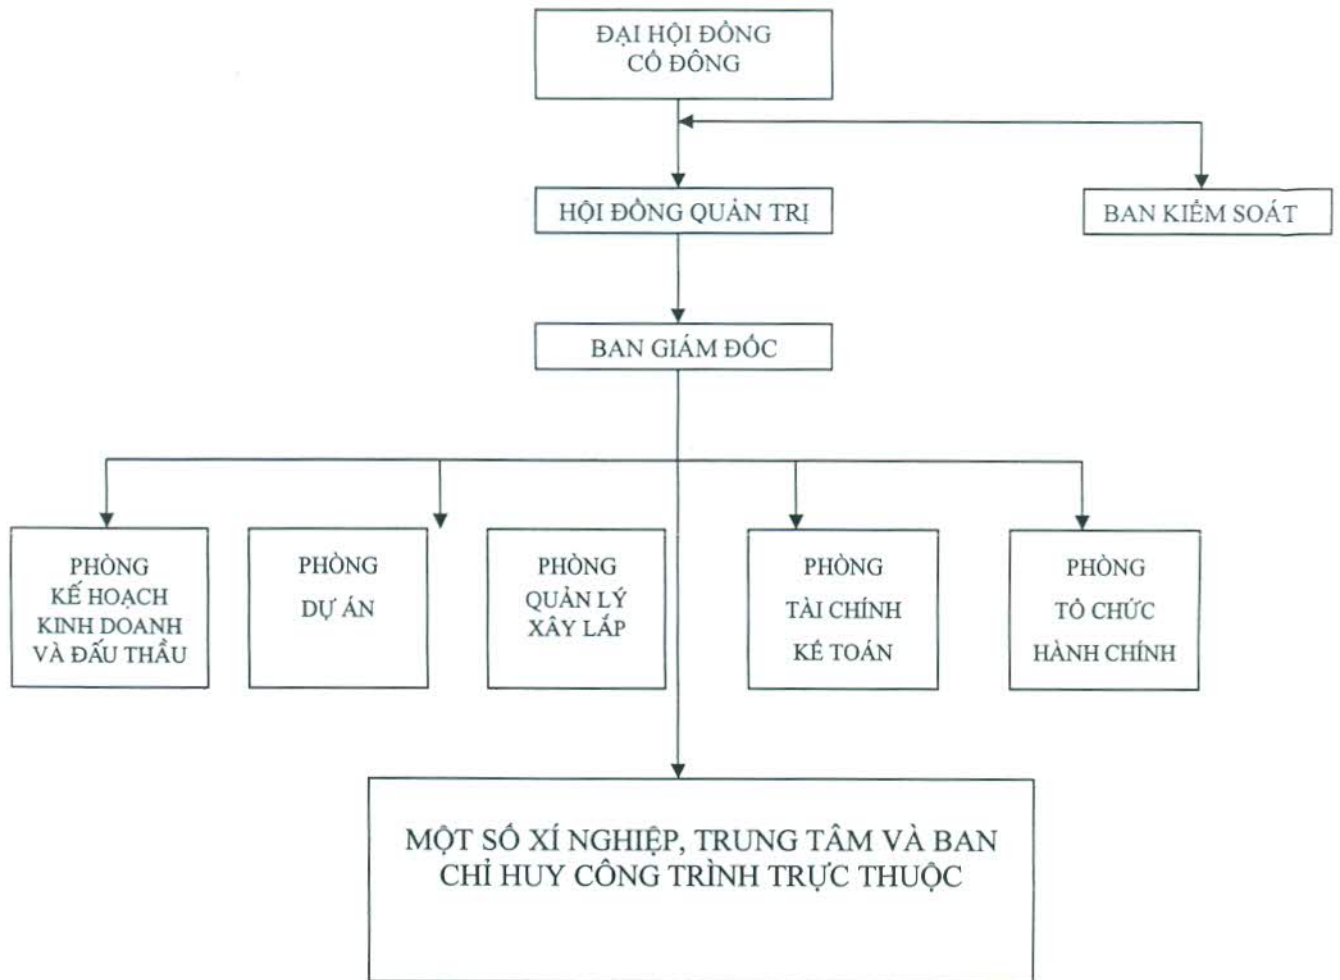 ĐẠI HỘI ĐỒNG
CỔ ĐÔNG
HỘI ĐỒNG QUẢN TRỊ
BAN KIỂM SOÁT
BAN GIÁM ĐỐC
PHÒNG
KẾ HOẠCH
KINH DOANH
VÀ ĐẤU THẦU
PHÒNG
DỰ ÁN
PHÒNG
QUẢN LÝ
XÂY LẮP
PHÒNG
TÀI CHÍNH
KẾ TOÁN
PHÒNG
TỔ CHỨC
HÀNH CHÍNH
MỘT SỐ XÍ NGHIỆP, TRUNG TÂM VÀ BAN
CHỈ HUY CÔNG TRÌNH TRỰC THUỘC